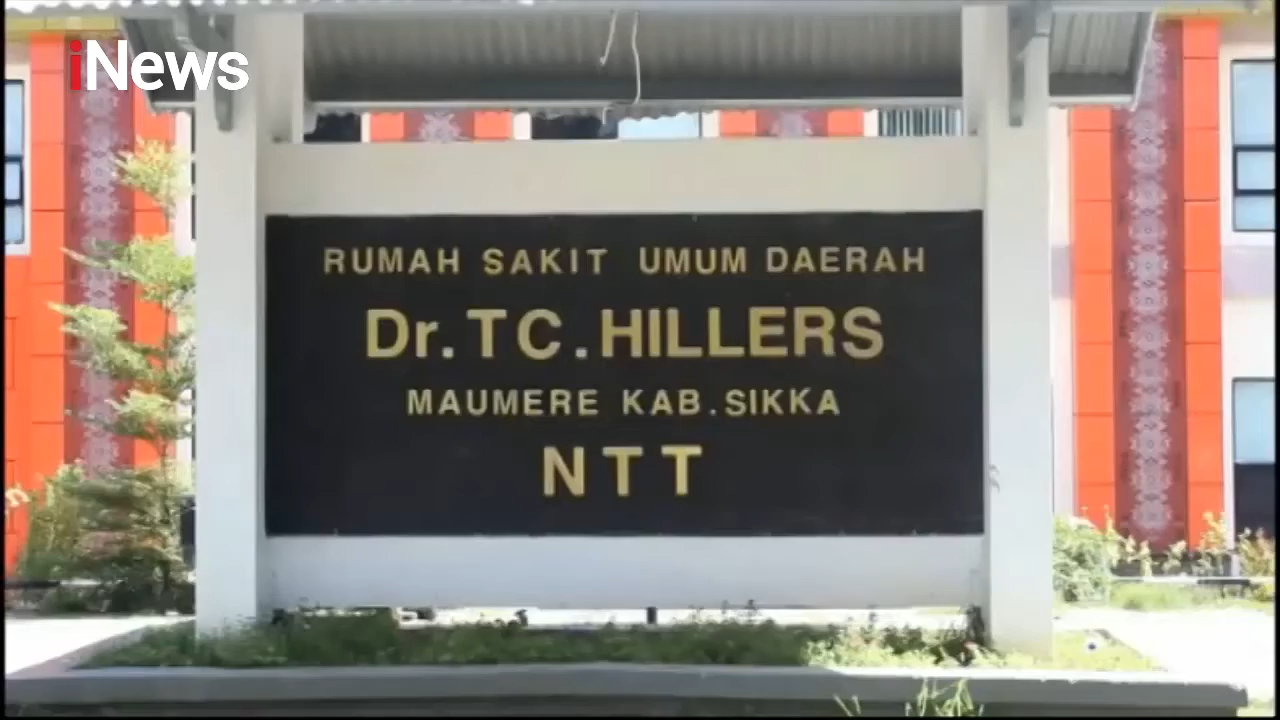 iNews
RUMAH SAKIT UMUM DAERAH
Dr. TC. HILLERS
MAUMERE KAB. SIKKA
NTT